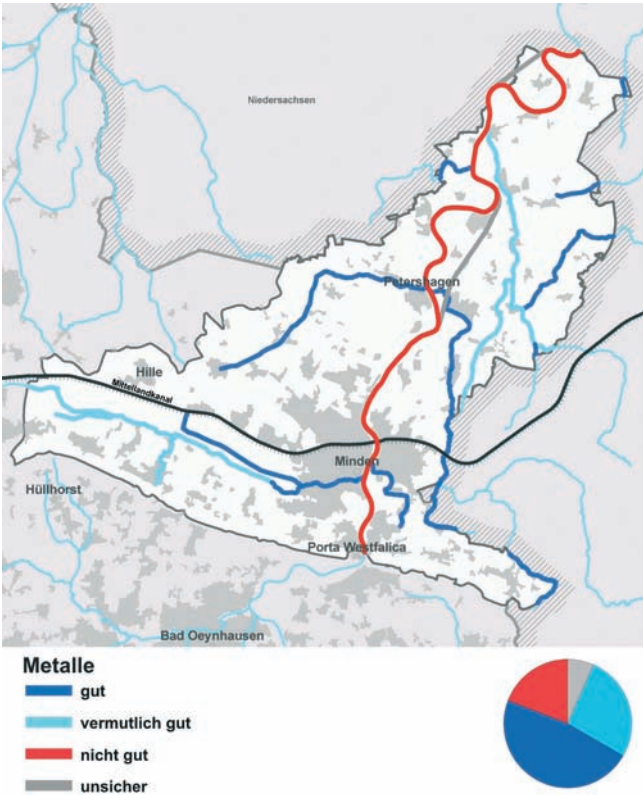 Niedersachsen
Petershagen
Hille
Mittellandkanal
Minden
Hüllhorst
Porta Westfalica
Bad Oeynhausen
Metalle
gut
vermutlich gut
nicht gut
unsicher